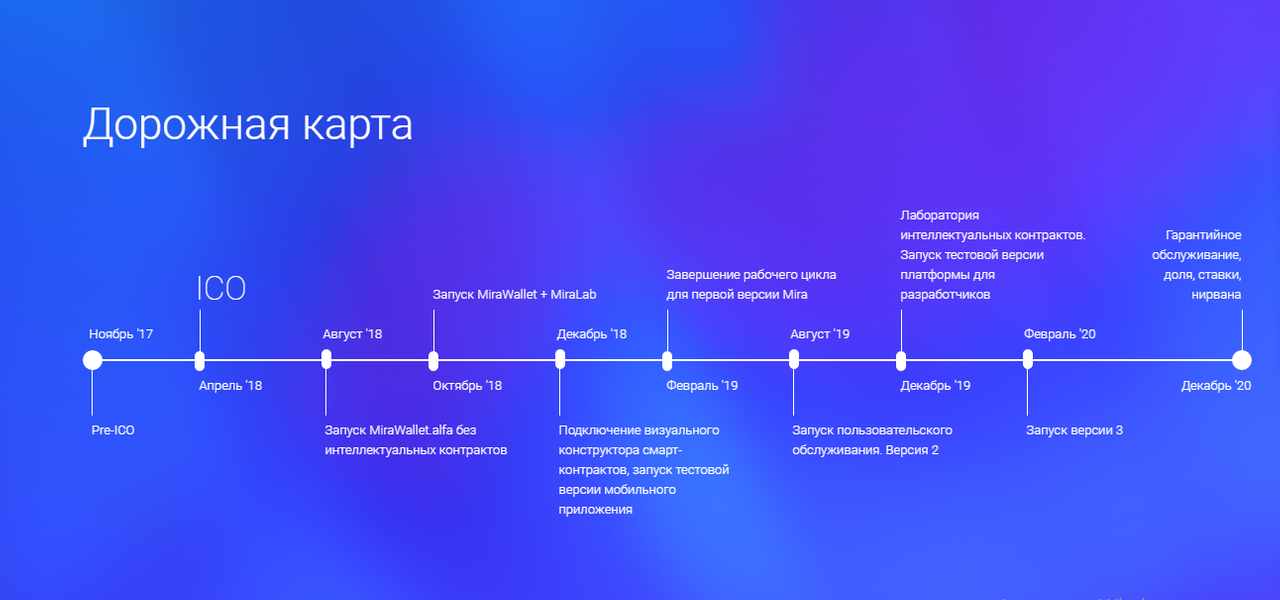 Дорожная карта
Ноябрь '17
Pre-ICO
ICO
Апрель '18
Август '18
Запуск MiraWallet.alfa без
интеллектуальных контрактов
Запуск MiraWallet + MiraLab
Октябрь '18
Декабрь '18
Подключение визуального
конструктора смарт-
контрактов, запуск тестовой
версии мобильного
приложения
Завершение рабочего цикла
для первой версии Mira
Февраль '19
Август '19
Запуск пользовательского
обслуживания. Версия 2
Лаборатория
интеллектуальных контрактов.
Запуск тестовой версии
платформы для
разработчиков
Декабрь '19
Февраль '20
Запуск версии 3
Гарантийное
обслуживание,
доля, ставки,
нирвана
Декабрь '20